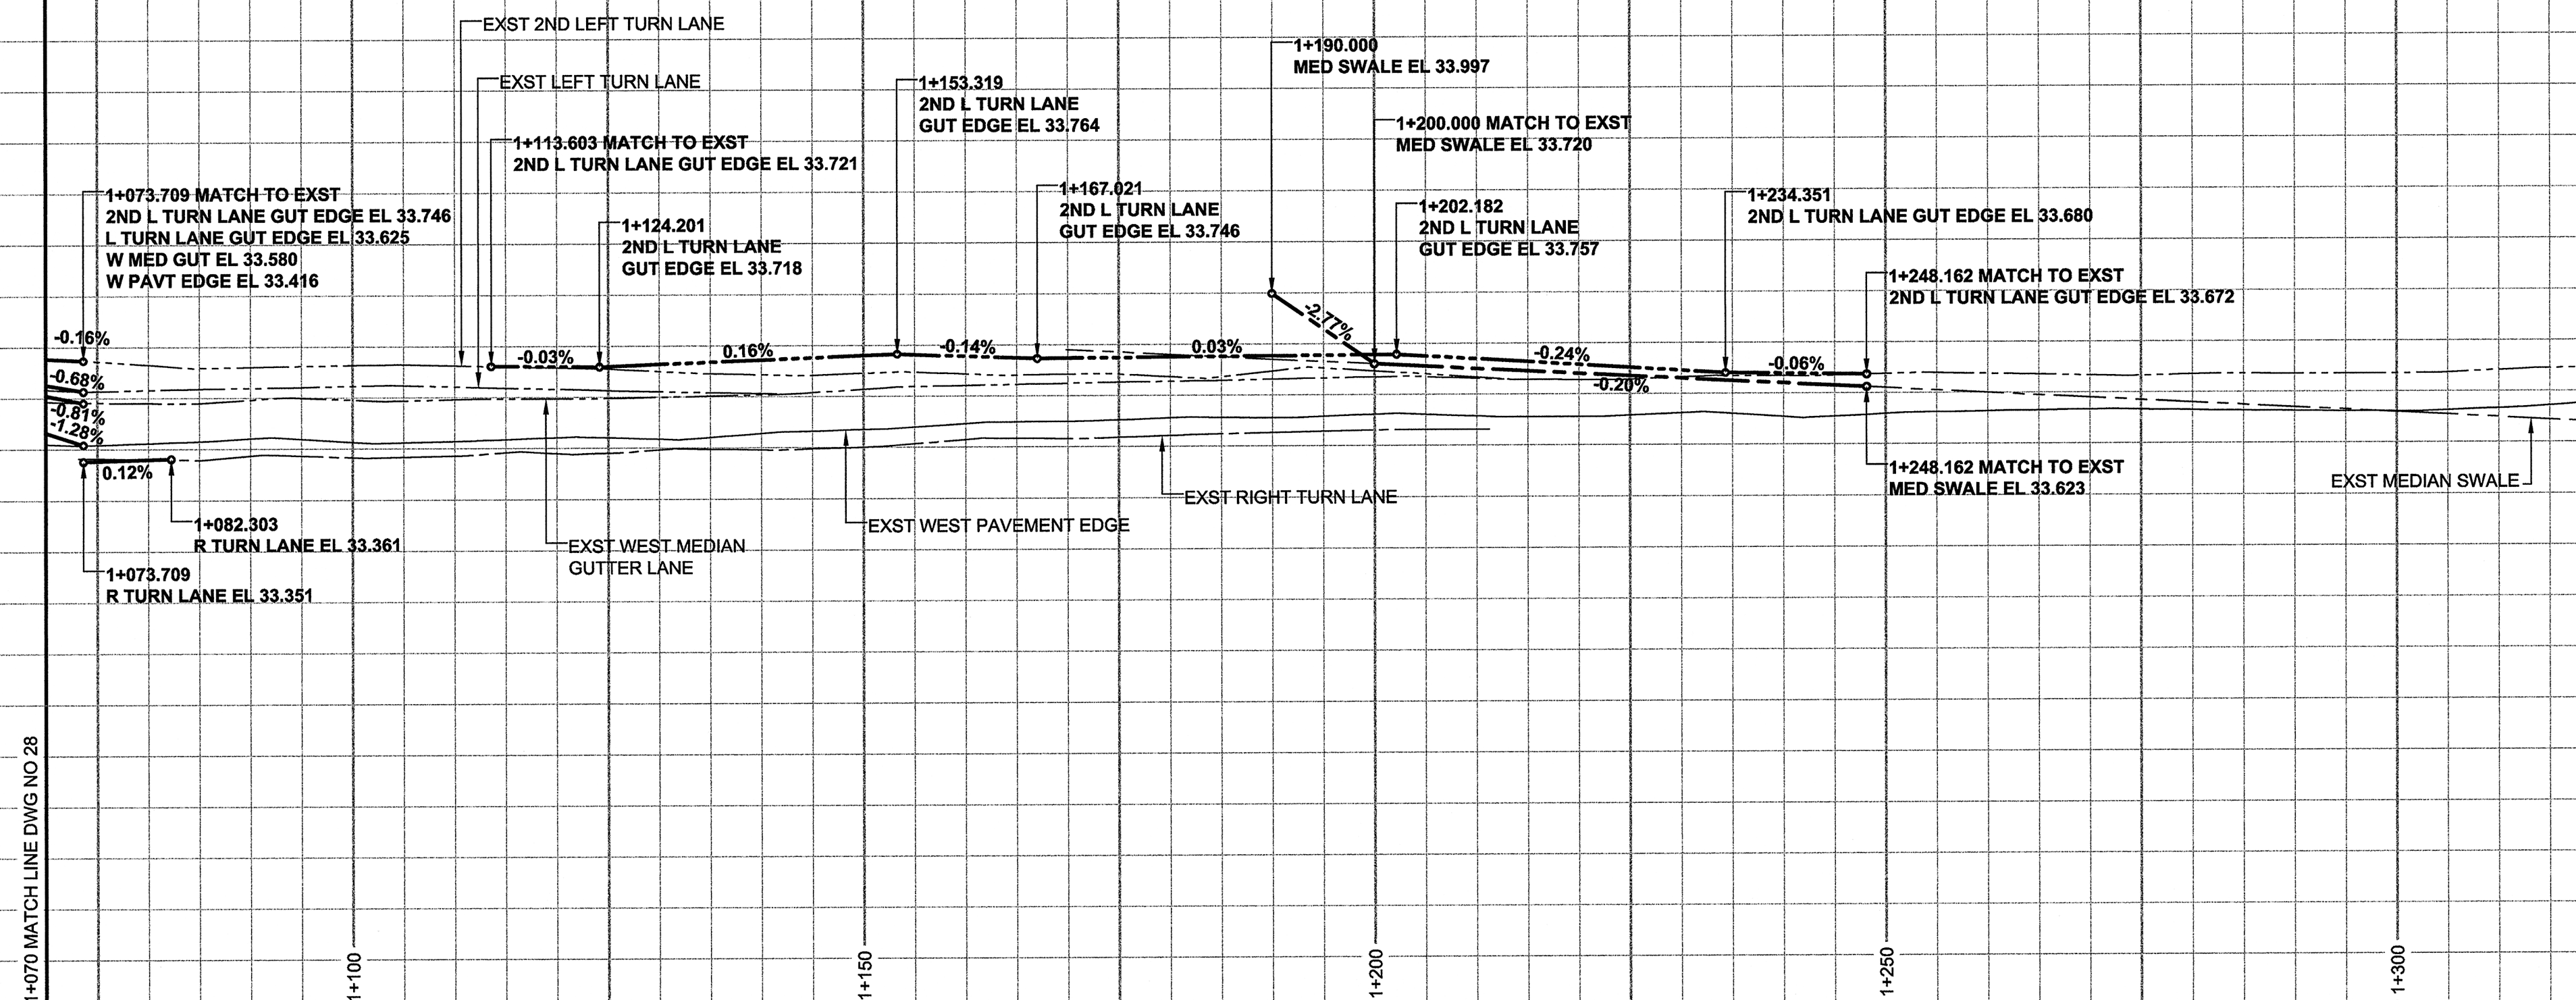 EXST 2ND LEFT TURN LANE
EXST LEFT TURN LANE
1+190.000
MED SWALE EL 33.997
1+153.319
2ND L TURN LANE
GUT EDGE EL 33.764
1+200.000 MATCH TO EXST
MED SWALE EL 33.720
1+113.603 MATCH TO EXST
2ND L TURN LANE GUT EDGE EL 33.721
1+073.709 MATCH TO EXST
2ND L TURN LANE GUT EDGE EL 33.746
L TURN LANE GUT EDGE EL 33.625
W MED GUT EL 33.580
W PAVT EDGE EL 33.416
1+124.201
2ND L TURN LANE
GUT EDGE EL 33.718
1+167.021
2ND L TURN LANE
GUT EDGE EL 33.746
1+202.182
2ND L TURN LANE
GUT EDGE EL 33.757
1+234.351
2ND L TURN LANE GUT EDGE EL 33.680
1+248.162 MATCH TO EXST
2ND L TURN LANE GUT EDGE EL 33.672
-0.16%
-0.68%
-0.81%
-1.28%
0.12%
-0.03%
0.16%
-0.14%
0.03%
-2.77%
-0.24%
-0.20%
-0.06%
1+082.303
R TURN LANE EL 33.361
1+073.709
R TURN LANE EL 33.351
EXST WEST MEDIAN
GUTTER LANE
EXST WEST PAVEMENT EDGE
EXST RIGHT TURN LANE
1+248.162 MATCH TO EXST
MED SWALE EL 33.623
EXST MEDIAN SWALE
1+070 MATCH LINE DWG NO 28
1+100
1+150
1+200
1+250
1+300